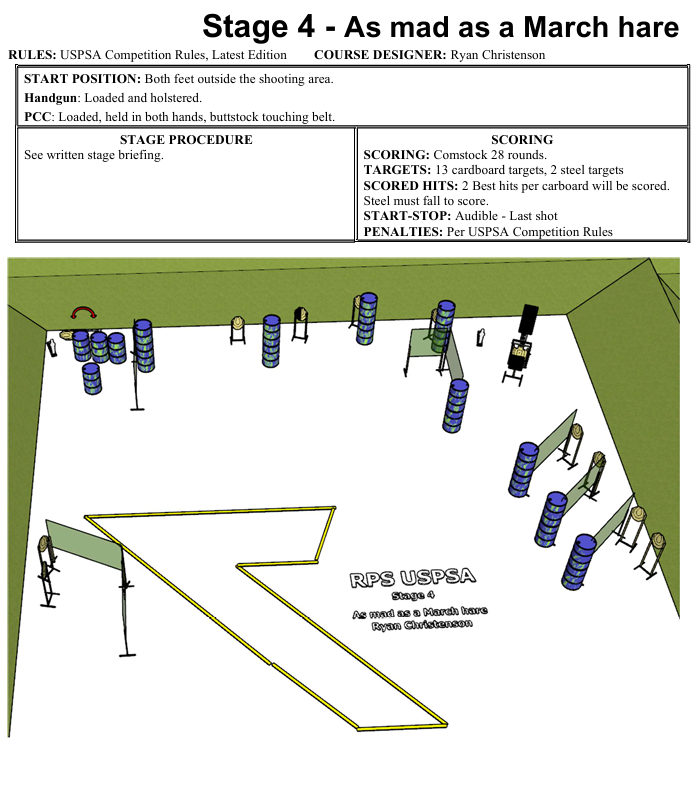 Stage 4 - As mad as a March hare
RULES: USPSA Competition Rules, Latest Edition COURSE DESIGNER: Ryan Christenson
START POSITION: Both feet outside the shooting area.
Handgun: Loaded and holstered.
PCC: Loaded, held in both hands, buttstock touching belt.
STAGE PROCEDURE
See written stage briefing.
SCORING
SCORING: Comstock 28 rounds.
TARGETS: 13 cardboard targets, 2 steel targets
SCORED HITS: 2 Best hits per carboard will be scored.
Steel must fall to score.
START-STOP: Audible - Last shot
PENALTIES: Per USPSA Competition Rules
RPS USPSA
Stage 4
As mad as a March hare
Ryan Christenson